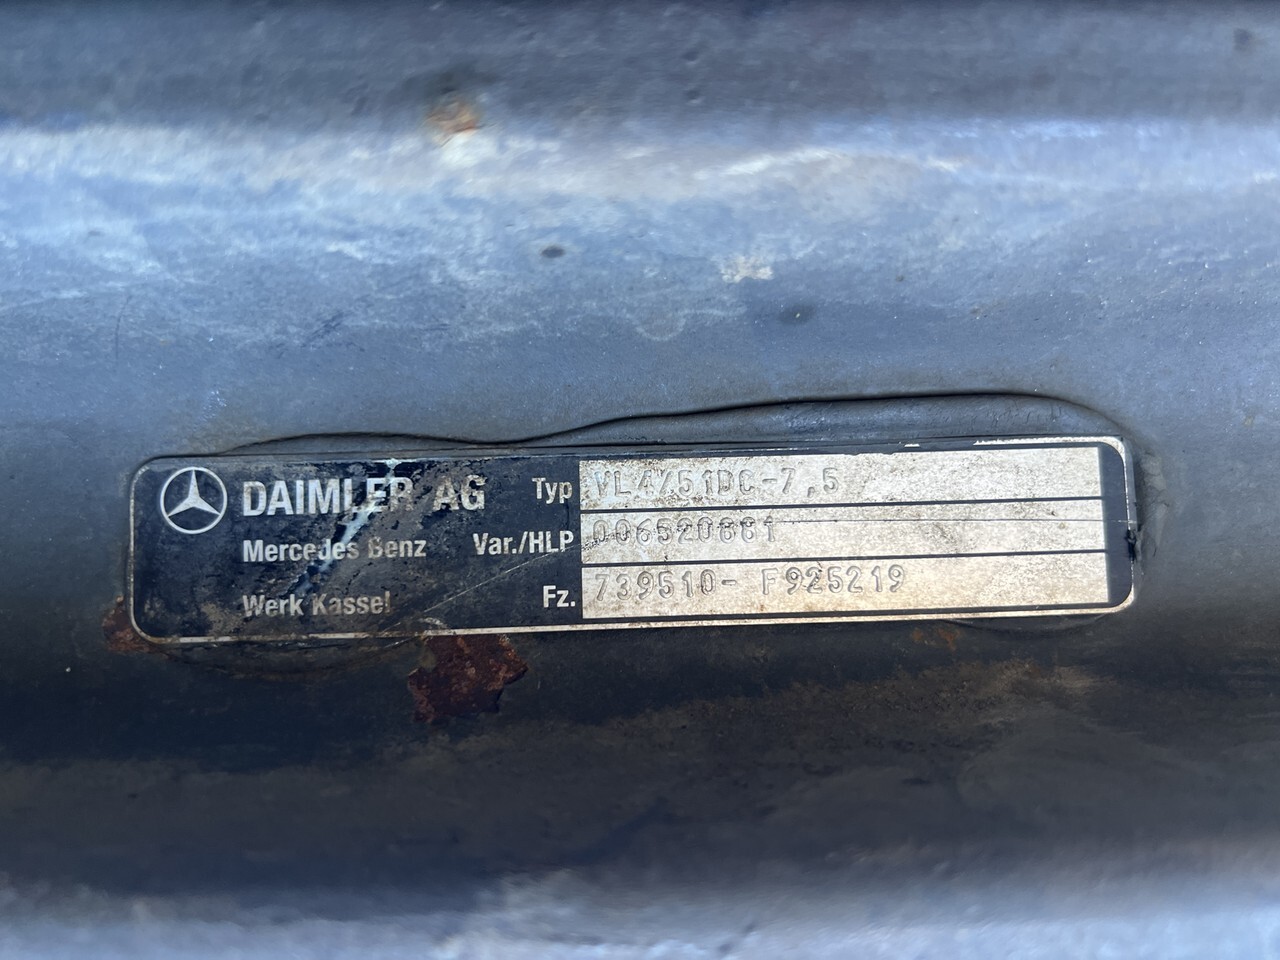 DAIMLER AG Typ VL4/51DC-7,5
Mercedes Benz Var./HLP 006520881
Werk Kassel Fz. 739510- F925219